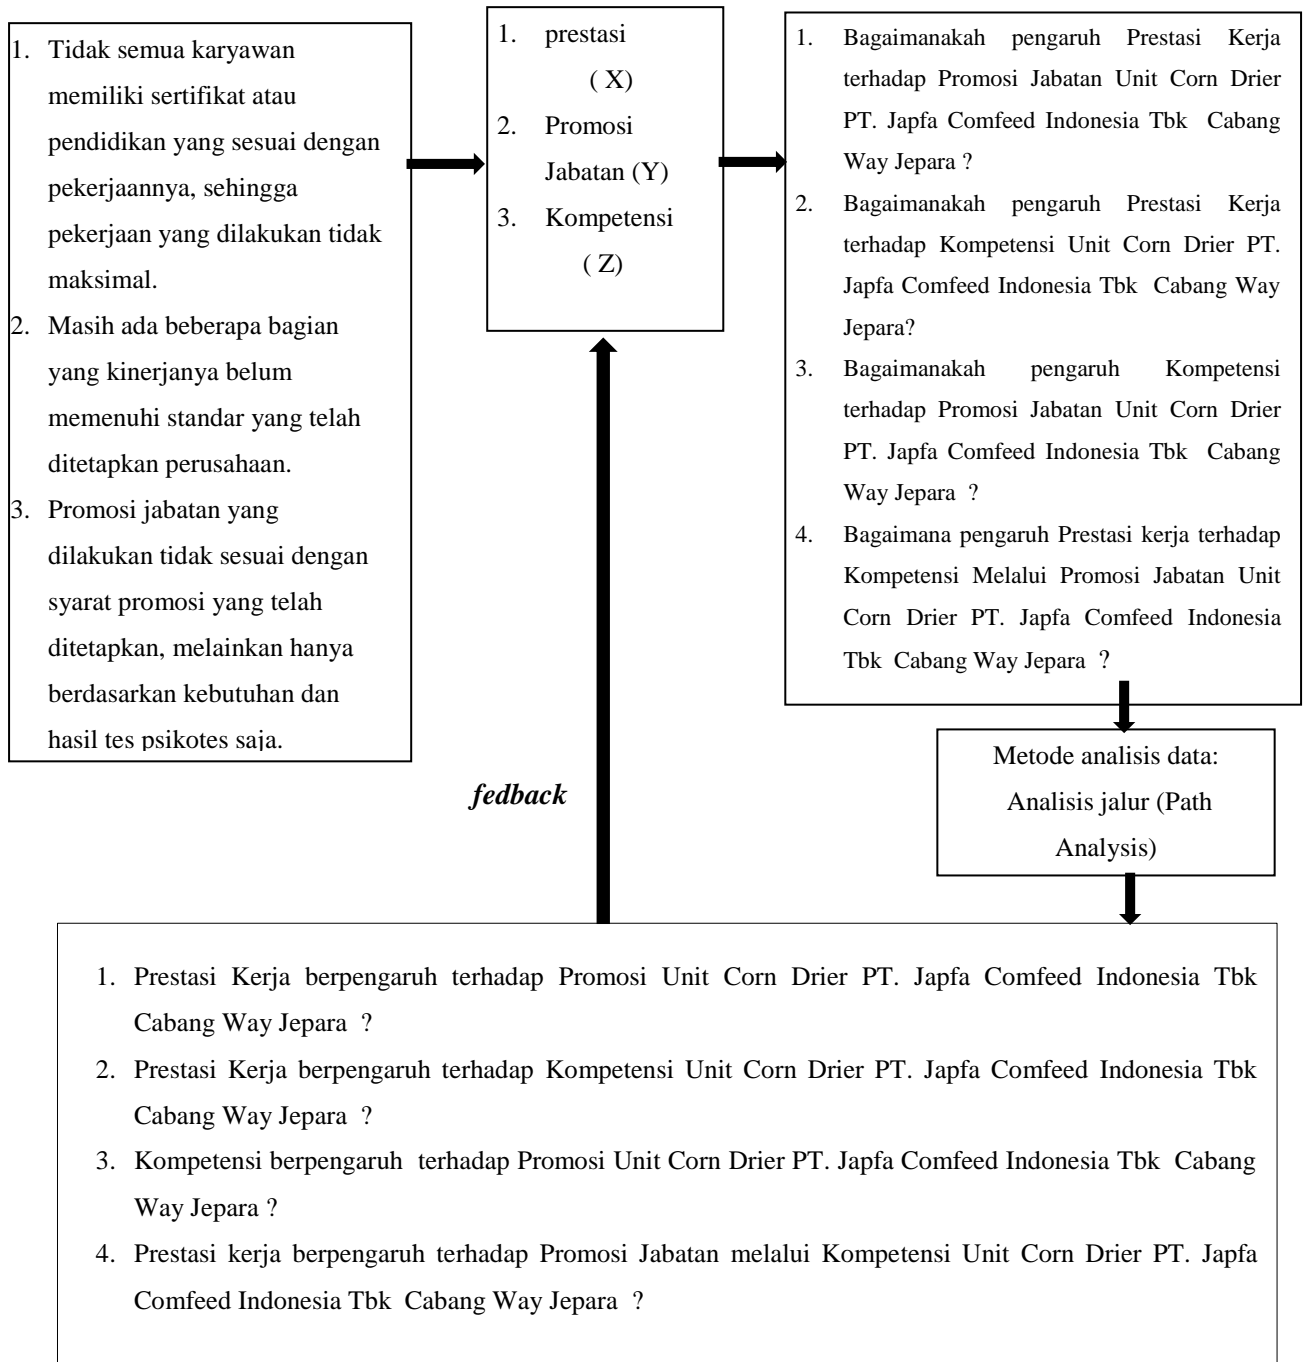 1. Tidak semua karyawan
memiliki sertifikat atau
pendidikan yang sesuai dengan
pekerjaannya, sehingga
pekerjaan yang dilakukan tidak
maksimal.
2. Masih ada beberapa bagian
yang kinerjanya belum
memenuhi standar yang telah
ditetapkan perusahaan.
3. Promosi jabatan yang
dilakukan tidak sesuai dengan
syarat promosi yang telah
ditetapkan, melainkan hanya
berdasarkan kebutuhan dan
hasil tes psikotes saja.
1. prestasi
( X)
2. Promosi
Jabatan (Y)
3. Kompetensi
( Z)
1. Bagaimanakah pengaruh Prestasi Kerja
terhadap Promosi Jabatan Unit Corn Drier
PT. Japfa Comfeed Indonesia Tbk Cabang
Way Jepara ?
2. Bagaimanakah pengaruh Prestasi Kerja
terhadap Kompetensi Unit Corn Drier PT.
Japfa Comfeed Indonesia Tbk Cabang Way
Jepara?
3. Bagaimanakah pengaruh Kompetensi
terhadap Promosi Jabatan Unit Corn Drier
PT. Japfa Comfeed Indonesia Tbk Cabang
Way Jepara ?
4. Bagaimana pengaruh Prestasi kerja terhadap
Kompetensi Melalui Promosi Jabatan Unit
Corn Drier PT. Japfa Comfeed Indonesia
Tbk Cabang Way Jepara ?
Metode analisis data:
Analisis jalur (Path
Analysis)
fedback
1. Prestasi Kerja berpengaruh terhadap Promosi Unit Corn Drier PT. Japfa Comfeed Indonesia Tbk
Cabang Way Jepara ?
2. Prestasi Kerja berpengaruh terhadap Kompetensi Unit Corn Drier PT. Japfa Comfeed Indonesia Tbk
Cabang Way Jepara ?
3. Kompetensi berpengaruh terhadap Promosi Unit Corn Drier PT. Japfa Comfeed Indonesia Tbk Cabang
Way Jepara ?
4. Prestasi kerja berpengaruh terhadap Promosi Jabatan melalui Kompetensi Unit Corn Drier PT. Japfa
Comfeed Indonesia Tbk Cabang Way Jepara ?